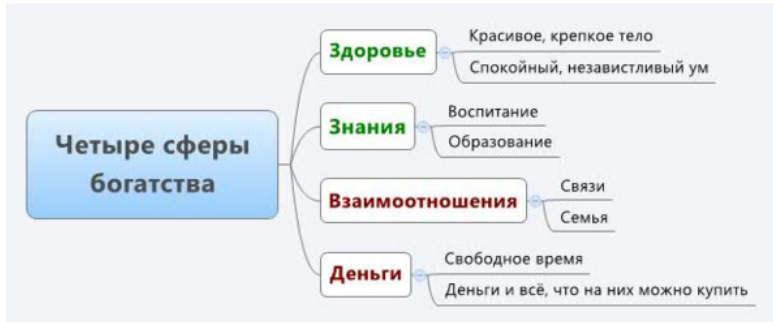 Четыре сферы
богатства
Здоровье
Красивое, крепкое тело
Спокойный, независтливый ум
Знания
Воспитание
Образование
Взаимоотношения
Связи
Семья
Деньги
Свободное время
Деньги и всё, что на них можно купить